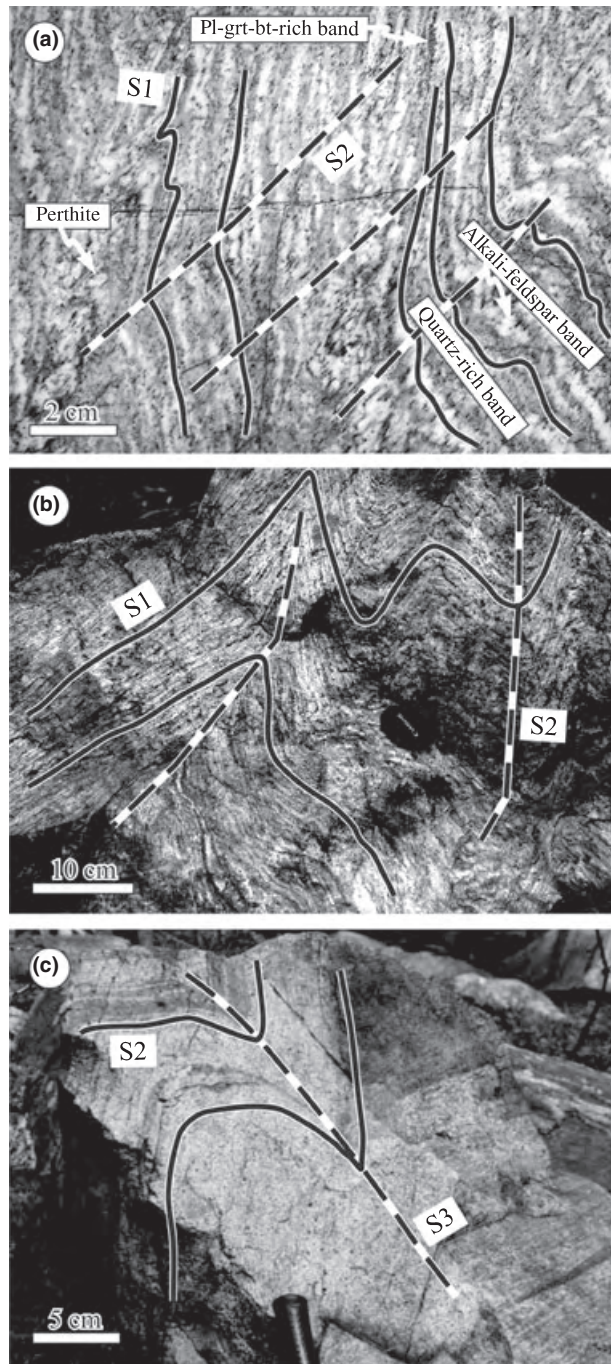 (a)
Pl-grt-bt-rich band
S1
S2
Perthite
Alkali-feldspar band
Quartz-rich band
2 cm
(b)
S1
S2
10 cm
(c)
S2
S3
5 cm